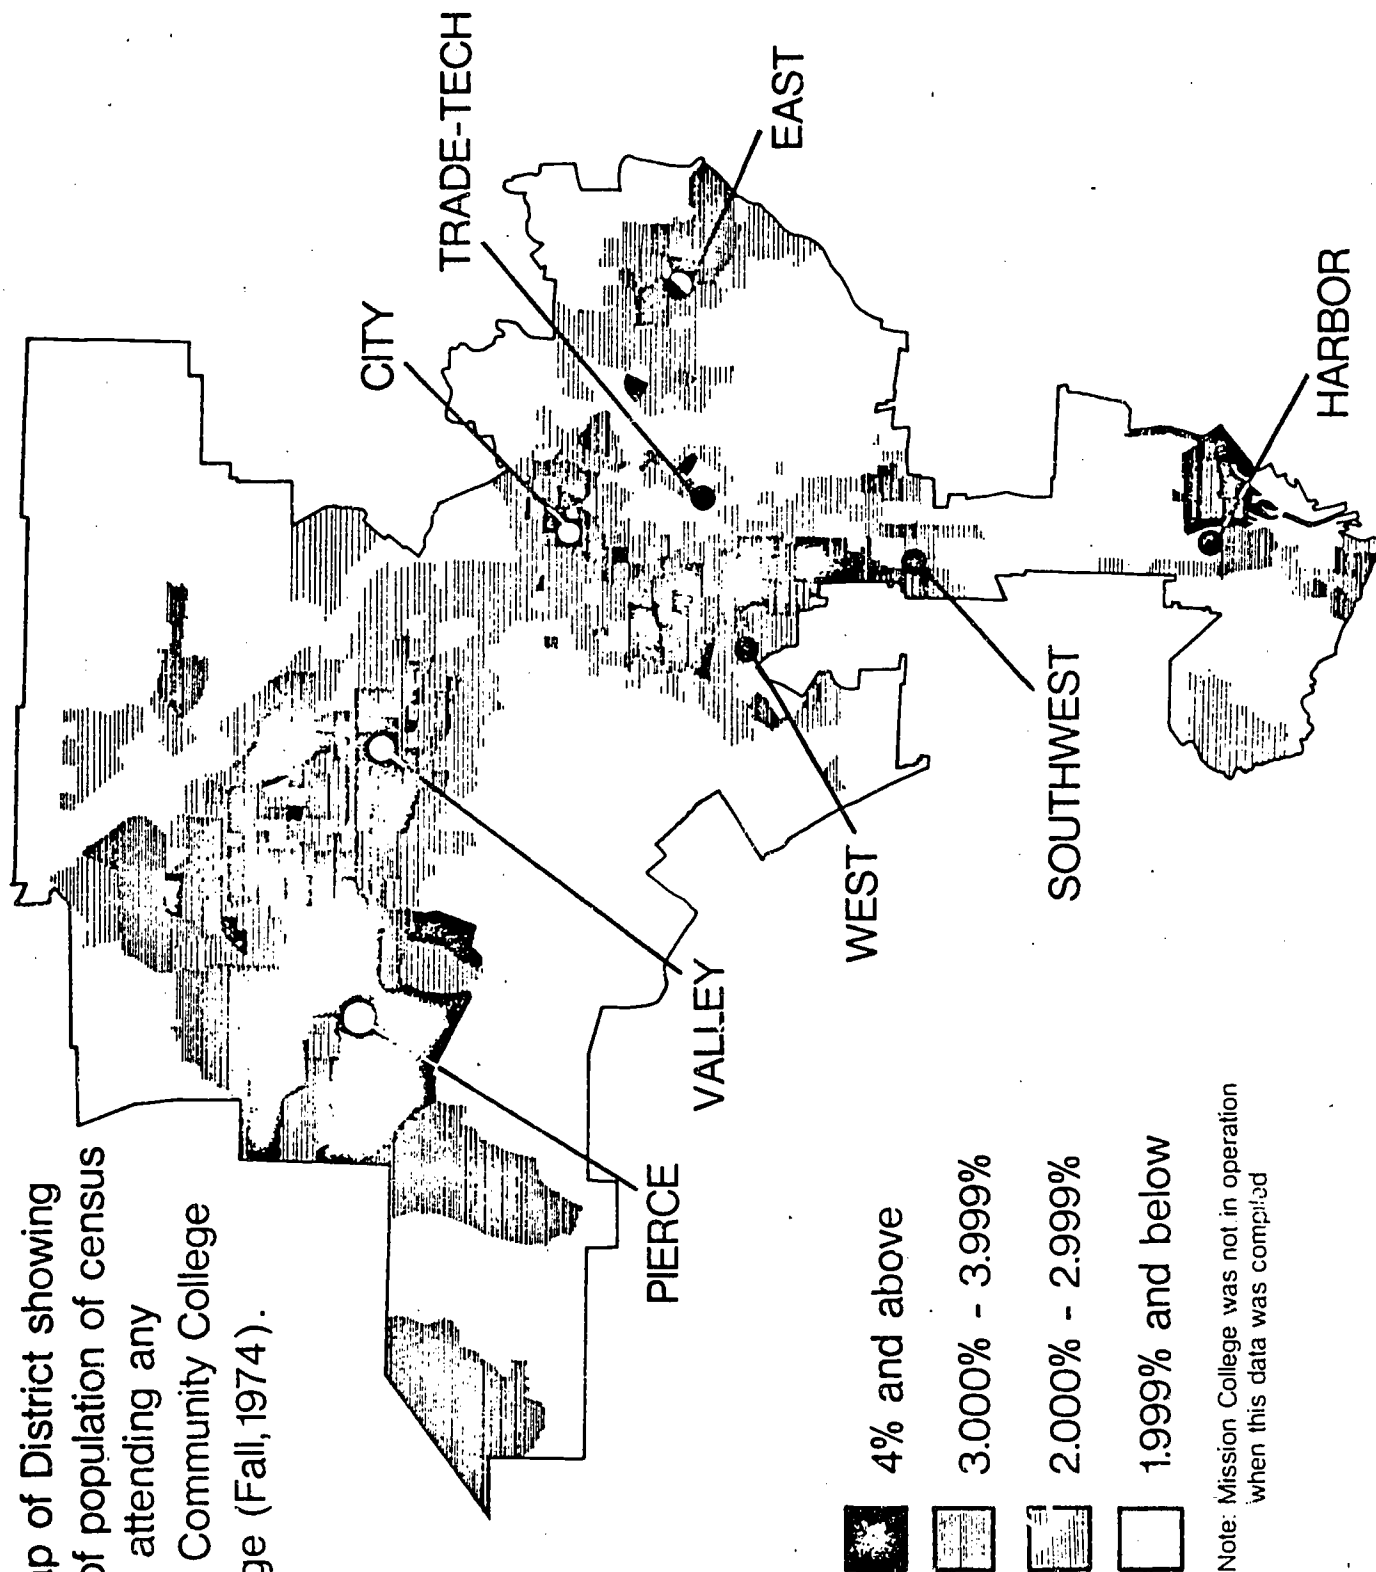 ap of District showing
of population of census
attending any
Community College
ge (Fall, 1974).
TRADE-TECH
CITY
EAST
HARBOR
SOUTHWEST
WEST
VALLEY
PIERCE
4% and above
3.000% - 3.999%
2.000% - 2.999%
1.999% and below
Note: Mission College was not in operation
when this data was compiled